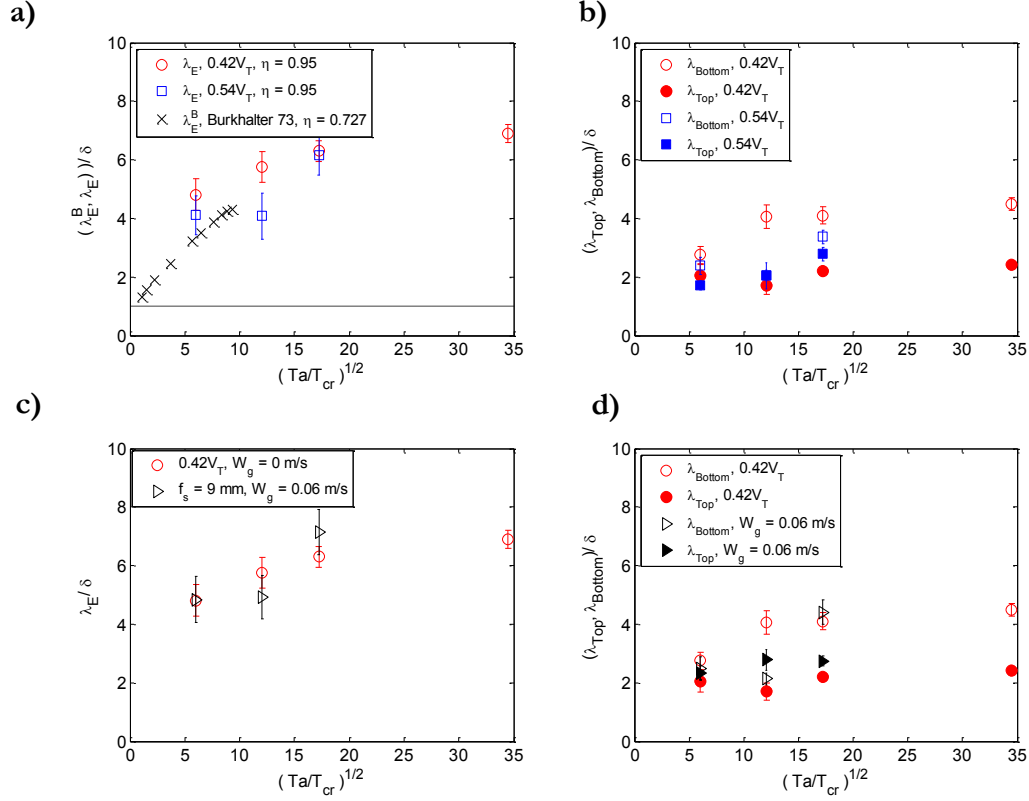 a)
10
8
6
4
2
0
0 5 10 15 20 25 30 35
( λ_E^B, λ_E) )/ δ
( Ta/T_cr )^1/2
λ_E, 0.42V_T, η = 0.95
λ_E, 0.54V_T, η = 0.95
λ_E^B, Burkhalter 73, η = 0.727
b)
10
8
6
4
2
0
0 5 10 15 20 25 30 35
(λ_Top, λ_Bottom)/ δ
( Ta/T_cr )^1/2
λ_Bottom, 0.42V_T
λ_Top, 0.42V_T
λ_Bottom, 0.54V_T
λ_Top, 0.54V_T
c)
10
8
6
4
2
0
0 5 10 15 20 25 30 35
λ_E/ δ
( Ta/T_cr )^1/2
0.42V_T, W_g = 0 m/s
f_s = 9 mm, W_g = 0.06 m/s
d)
10
8
6
4
2
0
0 5 10 15 20 25 30 35
(λ_Top, λ_Bottom)/ δ
( Ta/T_cr )^1/2
λ_Bottom, 0.42V_T
λ_Top, 0.42V_T
λ_Bottom, W_g = 0.06 m/s
λ_Top, W_g = 0.06 m/s